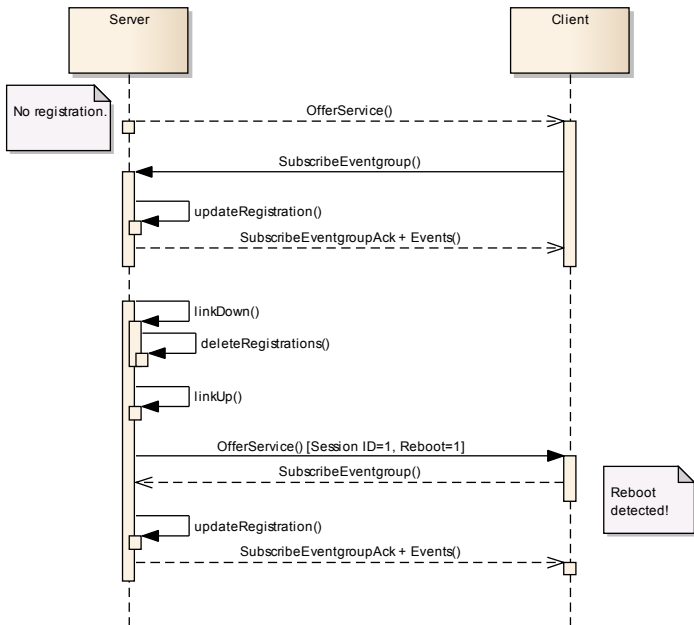 Server
Client
No registration.
OfferService()
SubscribeEventgroup()
updateRegistration()
SubscribeEventgroupAck + Events()
linkDown()
deleteRegistrations()
linkUp()
OfferService() [Session ID=1, Reboot=1]
SubscribeEventgroup()
Reboot
detected!
updateRegistration()
SubscribeEventgroupAck + Events()